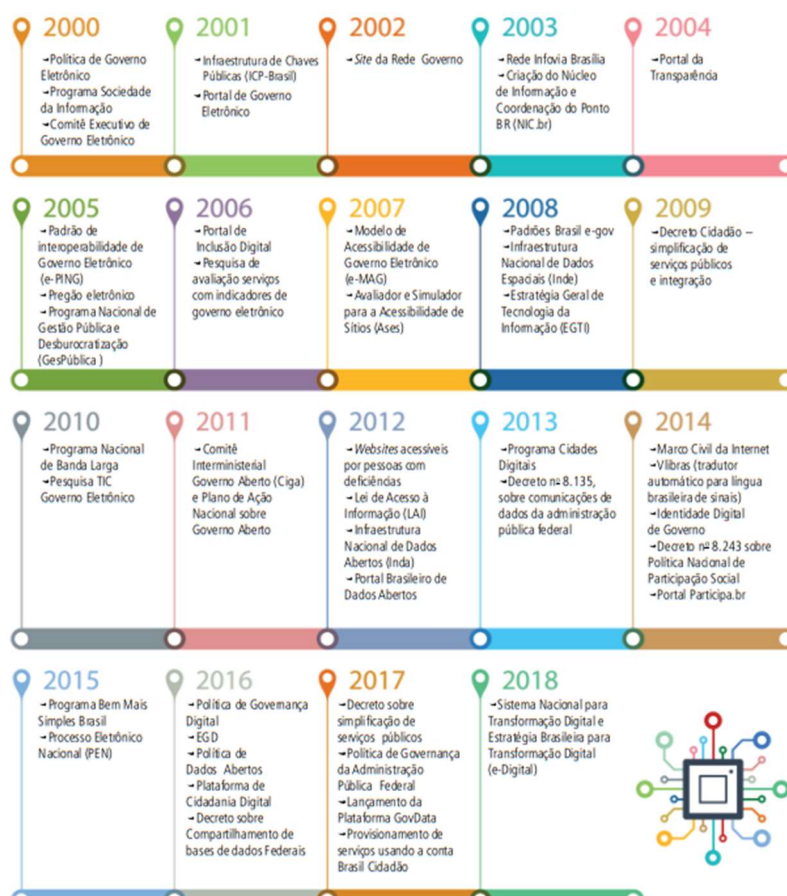 2000
→Política de Governo
Eletrônico
→Programa Sociedade
da Informação
→Comitê Executivo de
Governo Eletrônico
2001
→Infraestrutura de Chaves
Públicas (ICP-Brasil)
→Portal de Governo
Eletrônico
2002
→Site da Rede Governo
2003
→Rede Infovia Brasília
→Criação do Núcleo
de Informação e
Coordenação do Ponto
BR (NIC.br)
2004
→Portal da
Transparência
2005
→Padrão de
interoperabilidade de
Governo Eletrônico
(e-PING)
→Pregão eletrônico
→Programa Nacional de
Gestão Pública e
Desburocratização
(GesPública )
2006
→Portal de
Inclusão Digital
→Pesquisa de
avaliação serviços
com indicadores de
governo eletrônico
2007
→Modelo de
Acessibilidade de
Governo Eletrônico
(e-MAG)
→Avaliador e Simulador
para a Acessibilidade de
Sítios (Ases)
2008
→Padrões Brasil e-gov
→Infraestrutura
Nacional de Dados
Espaciais (Inde)
→Estratégia Geral de
Tecnologia da
Informação (EGTI)
2009
→Decreto Cidadão –
simplificação de
serviços públicos
e integração
2010
→Programa Nacional
de Banda Larga
→Pesquisa TIC
Governo Eletrônico
2011
→Comitê
Interministerial
Governo Aberto (Ciga)
e Plano de Ação
Nacional sobre
Governo Aberto
2012
→Websites acessíveis
por pessoas com
deficiências
→Lei de Acesso à
Informação (LAI)
→Infraestrutura
Nacional de Dados
Abertos (Inda)
→Portal Brasileiro de
Dados Abertos
2013
→Programa Cidades
Digitais
→Decreto nº 8.135,
sobre comunicações de
dados da administração
pública federal
2014
→Marco Civil da Internet
→Vlibras (tradutor
automático para língua
brasileira de sinais)
→Identidade Digital
de Governo
→Decreto nº 8.243 sobre
Política Nacional de
Participação Social
→Portal Participa.br
2015
→Programa Bem Mais
Simples Brasil
→Processo Eletrônico
Nacional (PEN)
2016
→Política de Governança
Digital
→EGD
→Política de
Dados Abertos
→Plataforma de
Cidadania Digital
→Decreto sobre
Compartilhamento de
bases de dados Federais
2017
→Decreto sobre
simplificação de
serviços públicos
→Política de Governança
da Administração
Pública Federal
→Lançamento da
Plataforma GovData
→Provisionamento de
serviços usando a conta
Brasil Cidadão
2018
→Sistema Nacional para
Transformação Digital e
Estratégia Brasileira para
Transformação Digital
(e-Digital)